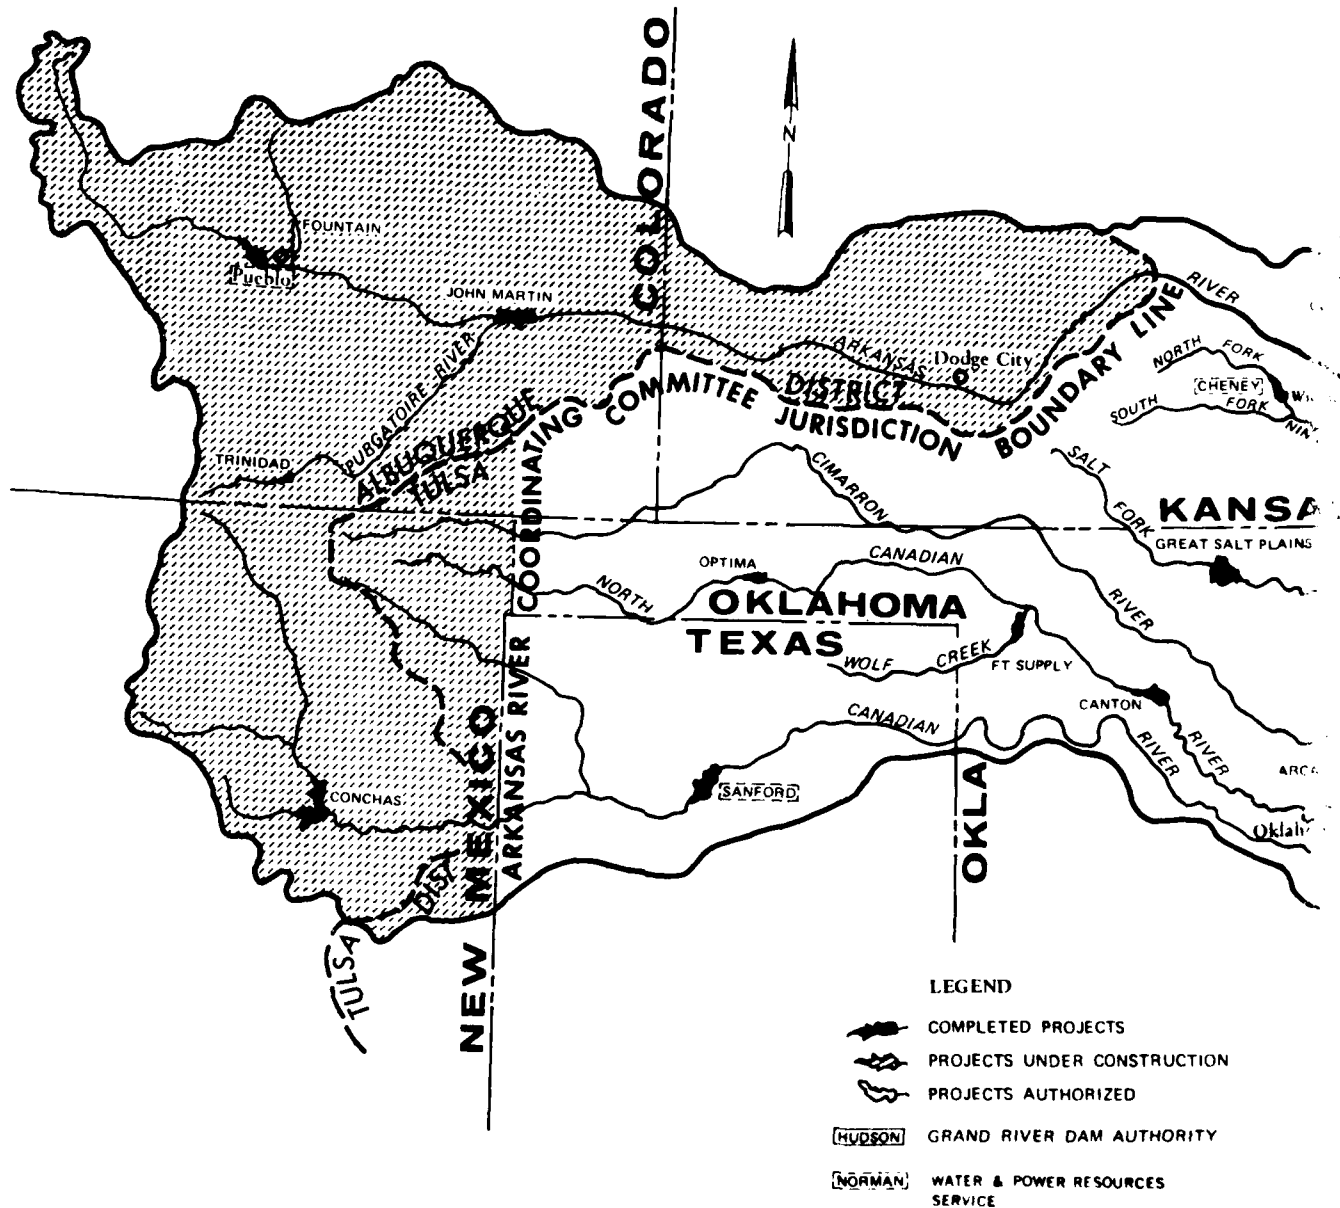 COLORADO
N
FOUNTAIN
Pueblo
JOHN MARTIN
PURGATOIRE RIVER
TRINIDAD
ALBUQUERQUE DISTRICT
TULSA
COORDINATING COMMITTEE JURISDICTION BOUNDARY LINE
ARKANSAS RIVER
ARKANSAS
RIVER
Dodge City
NORTH FORK
CHENEY
SOUTH FORK
SALT FORK
KANSA
GREAT SALT PLAINS
CIMARRON
RIVER
OPTIMA
NORTH
CANADIAN
RIVER
OKLAHOMA
TEXAS
WOLF CREEK
FT SUPPLY
CANTON
CANADIAN
RIVER
SANFORD
CONCHAS
NEW MEXICO
OKLA
TULSA DIST
LEGEND
COMPLETED PROJECTS
PROJECTS UNDER CONSTRUCTION
PROJECTS AUTHORIZED
HUDSON GRAND RIVER DAM AUTHORITY
NORMAN WATER & POWER RESOURCES
SERVICE